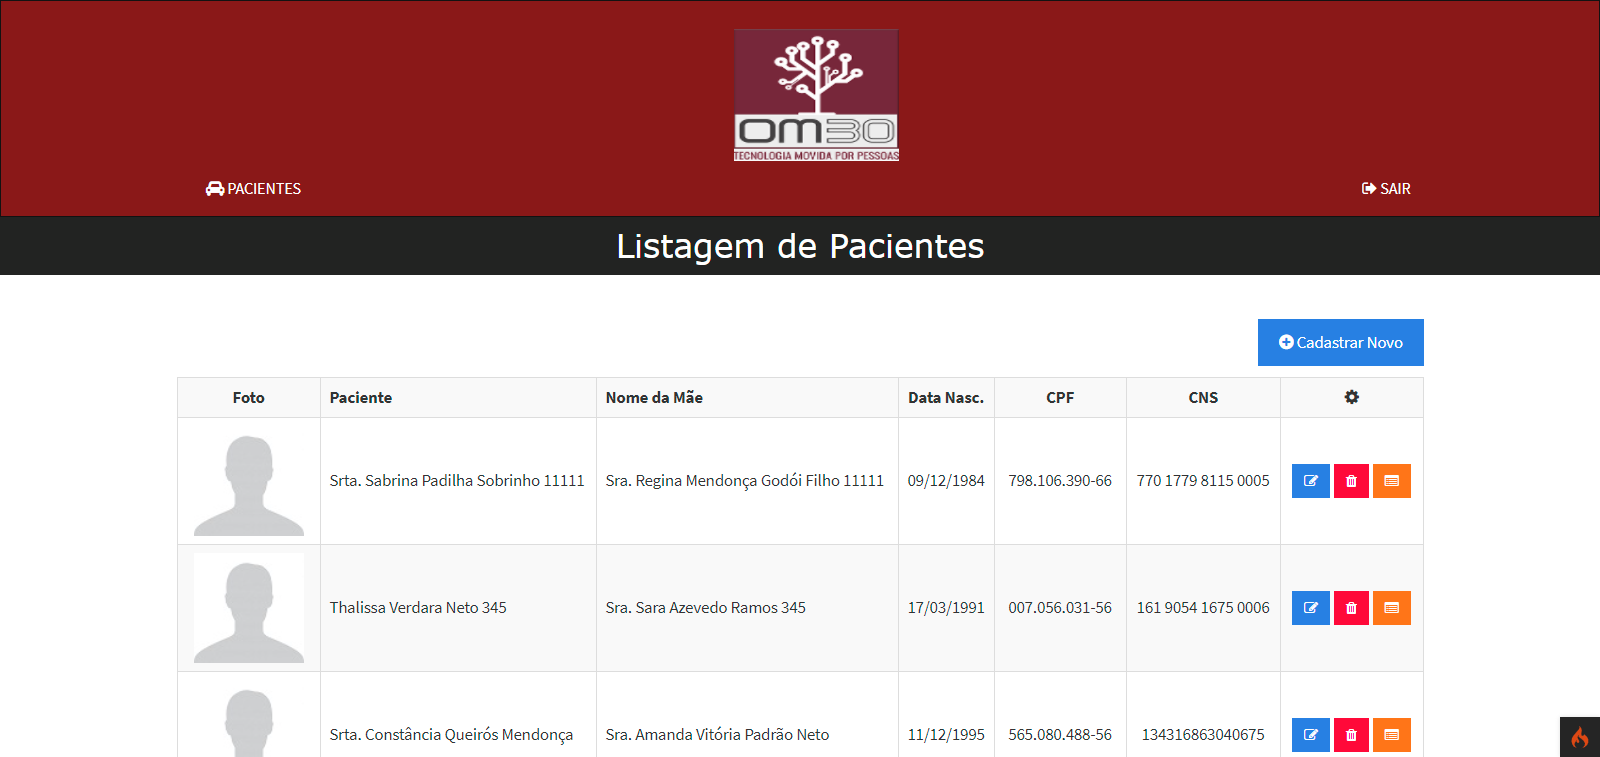 OM30
TECNOLOGIA MOVIDA POR PESSOAS
PACIENTES
SAIR
Listagem de Pacientes
Cadastrar Novo
Foto Paciente Nome da Mãe Data Nasc. CPF CNS
Srta. Sabrina Padilha Sobrinho 11111 Sra. Regina Mendonça Godói Filho 11111 09/12/1984 798.106.390-66 770 1779 8115 0005
Thalissa Verdara Neto 345 Sra. Sara Azevedo Ramos 345 17/03/1991 007.056.031-56 161 9054 1675 0006
Srta. Constância Queirós Mendonça Sra. Amanda Vitória Padrão Neto 11/12/1995 565.080.488-56 134316863040675